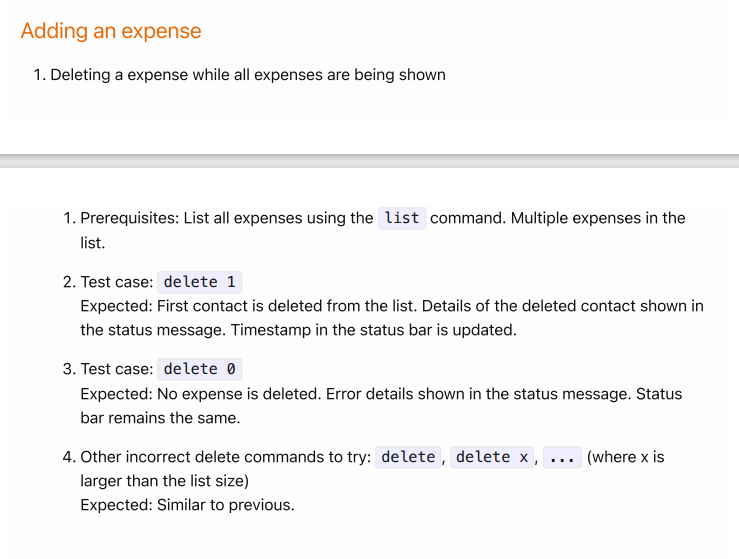 Adding an expense
1. Deleting a expense while all expenses are being shown
1. Prerequisites: List all expenses using the list command. Multiple expenses in the
list.
2. Test case: delete 1
Expected: First contact is deleted from the list. Details of the deleted contact shown in
the status message. Timestamp in the status bar is updated.
3. Test case: delete 0
Expected: No expense is deleted. Error details shown in the status message. Status
bar remains the same.
4. Other incorrect delete commands to try: delete, delete x, ... (where x is
larger than the list size)
Expected: Similar to previous.